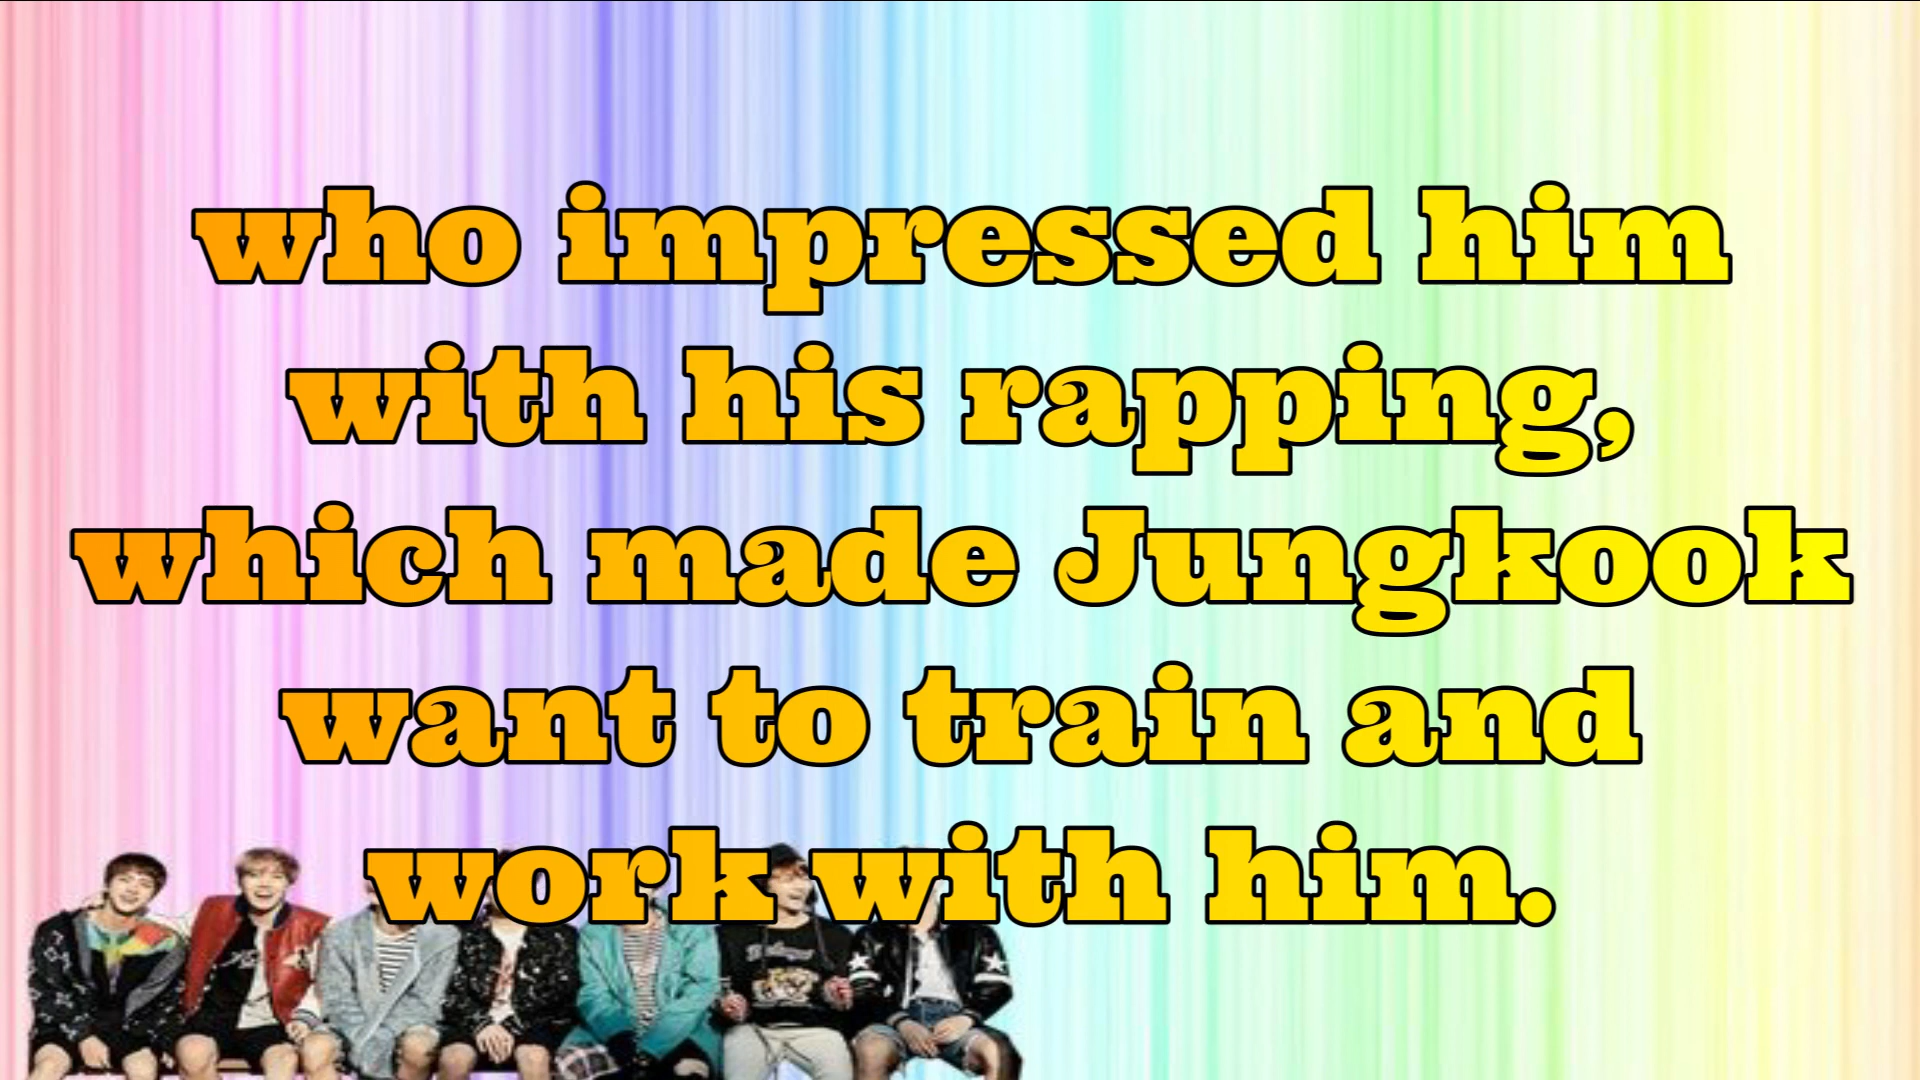 who impressed him
with his rapping,
which made Jungkook
want to train and
work with him.